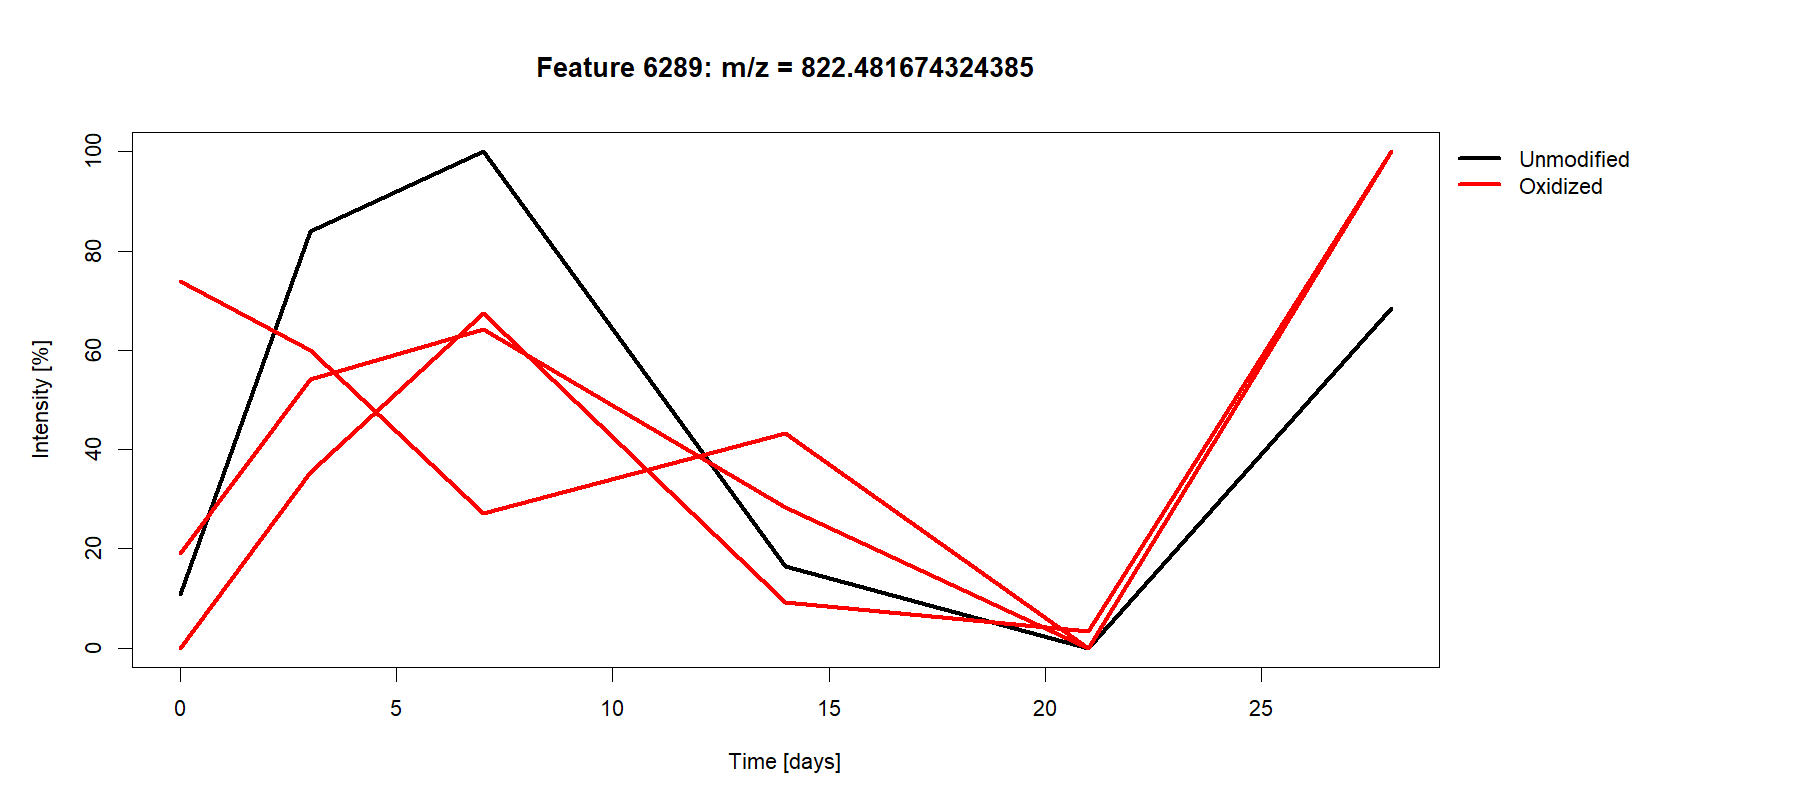 Feature 6289: m/z = 822.481674324385
Unmodified
Oxidized
Intensity [%]
100
80
60
40
20
0
0 5 10 15 20 25
Time [days]